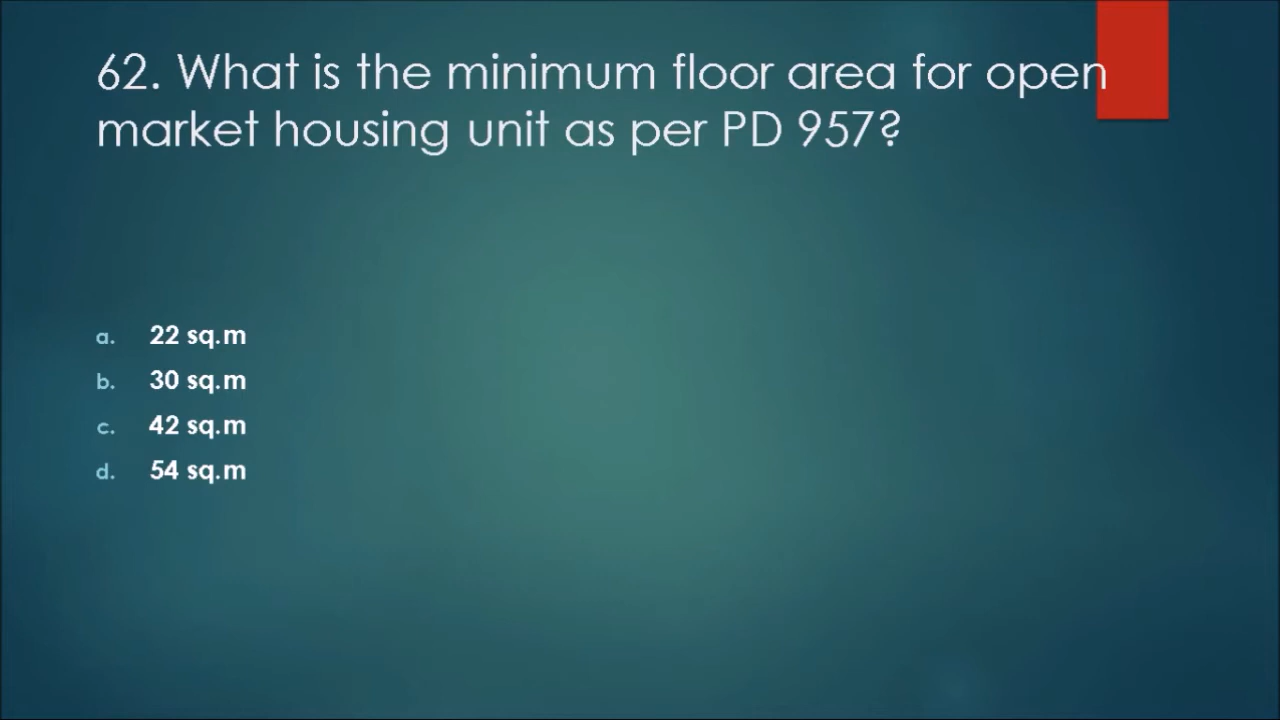 62. What is the minimum floor area for open
market housing unit as per PD 957?
a. 22 sq.m
b. 30 sq.m
c. 42 sq.m
d. 54 sq.m